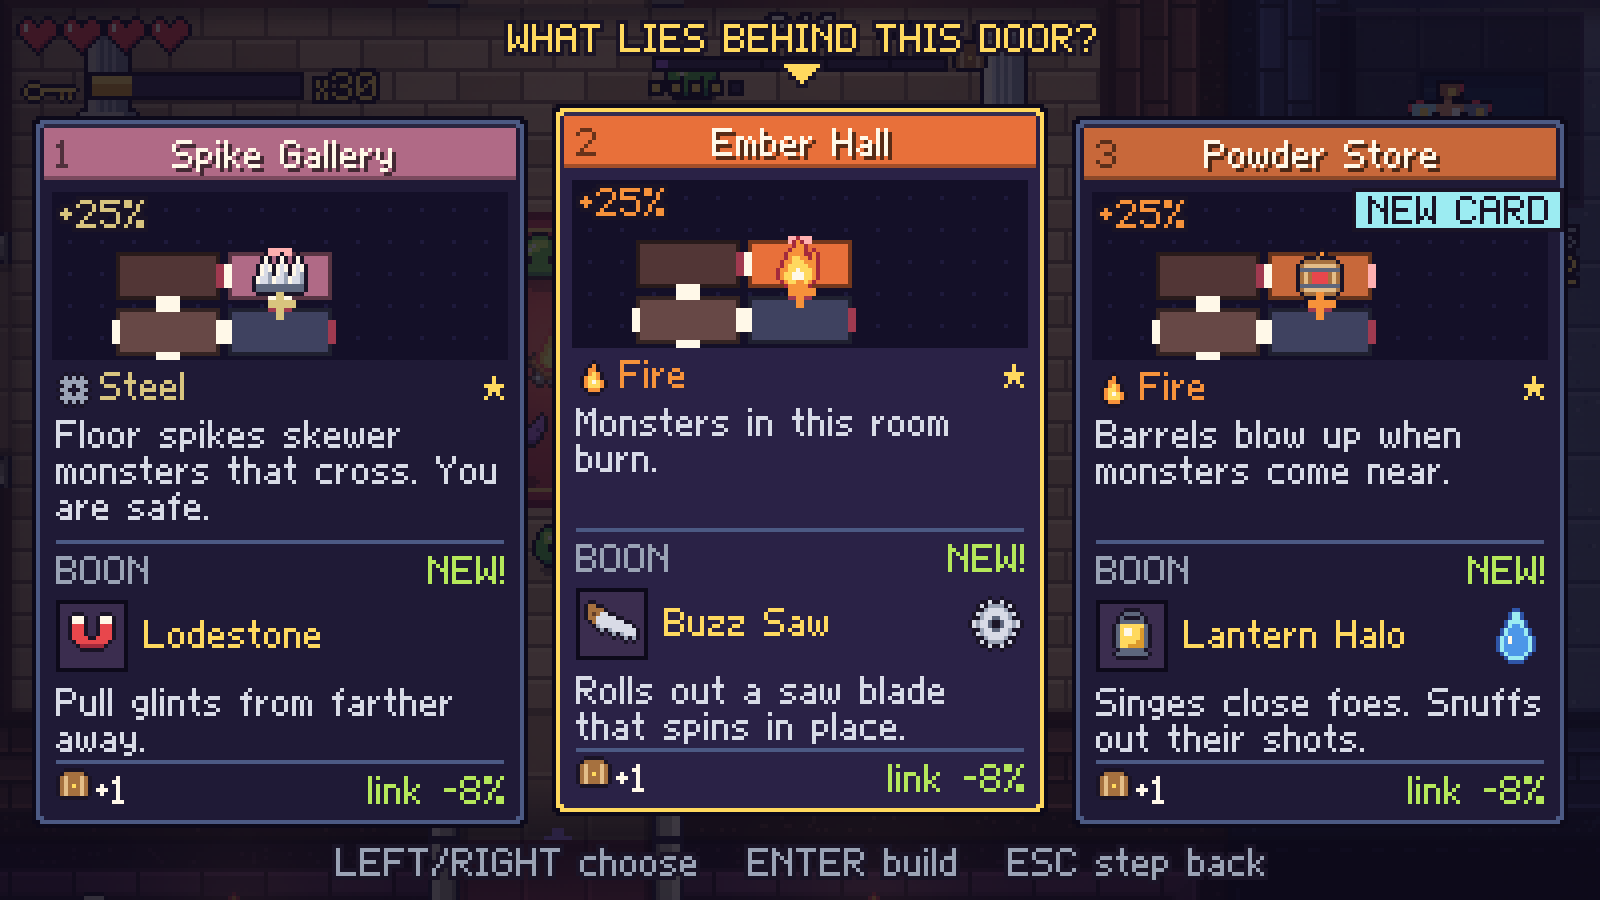 WHAT LIES BEHIND THIS DOOR?
x30
1 Spike Gallery
+25%
Steel
Floor spikes skewer
monsters that cross. You
are safe.
BOON NEW!
Lodestone
Pull glints from farther
away.
+1 link -8%
2 Ember Hall
+25%
Fire
Monsters in this room
burn.
BOON NEW!
Buzz Saw
Rolls out a saw blade
that spins in place.
+1 link -8%
3 Powder Store
NEW CARD
+25%
Fire
Barrels blow up when
monsters come near.
BOON NEW!
Lantern Halo
Singes close foes. Snuffs
out their shots.
+1 link -8%
LEFT/RIGHT choose ENTER build ESC step back